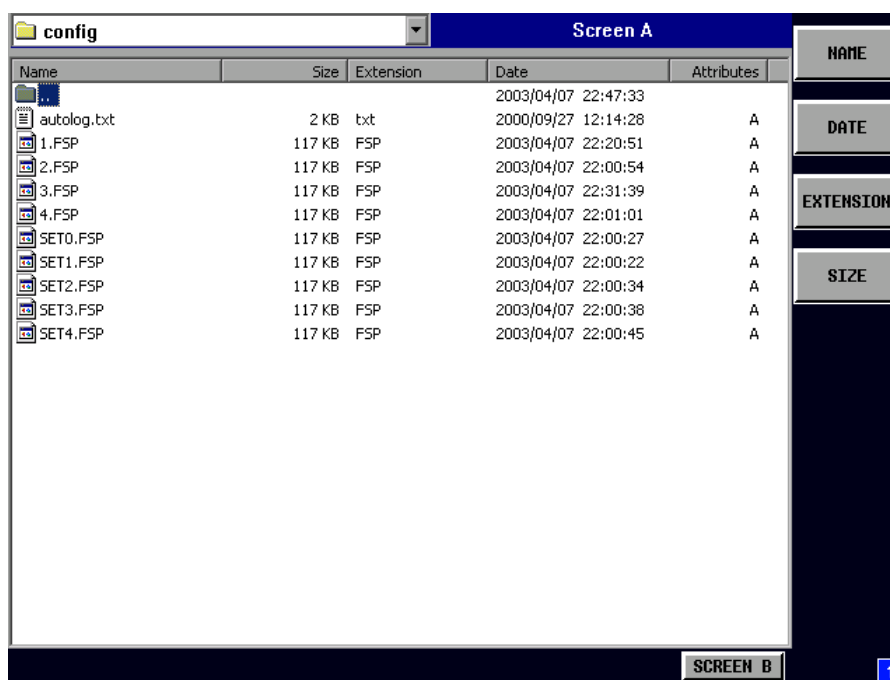 config Screen A
NAME
Name Size Extension Date Attributes
.. 2003/04/07 22:47:33
autolog.txt 2 KB txt 2000/09/27 12:14:28 A
DATE
1.FSP 117 KB FSP 2003/04/07 22:20:51 A
2.FSP 117 KB FSP 2003/04/07 22:00:54 A
3.FSP 117 KB FSP 2003/04/07 22:31:39 A
EXTENSION
4.FSP 117 KB FSP 2003/04/07 22:01:01 A
SET0.FSP 117 KB FSP 2003/04/07 22:00:27 A
SET1.FSP 117 KB FSP 2003/04/07 22:00:22 A
SIZE
SET2.FSP 117 KB FSP 2003/04/07 22:00:34 A
SET3.FSP 117 KB FSP 2003/04/07 22:00:38 A
SET4.FSP 117 KB FSP 2003/04/07 22:00:45 A
SCREEN B